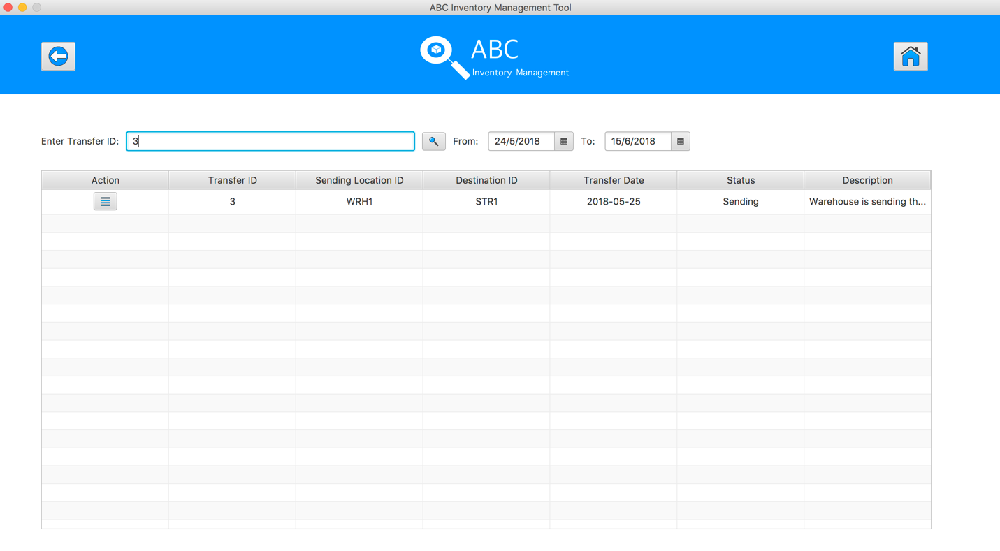 ABC Inventory Management Tool
ABC
Inventory Management
Enter Transfer ID: 3 From: 24/5/2018 To: 15/6/2018
Action Transfer ID Sending Location ID Destination ID Transfer Date Status Description
3 WRH1 STR1 2018-05-25 Sending Warehouse is sending th...